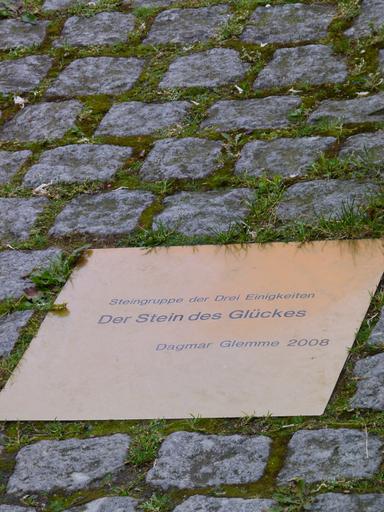 Steingruppe der Drei Einigkeiten
Der Stein des Glückes
Dagmar Glemme 2008